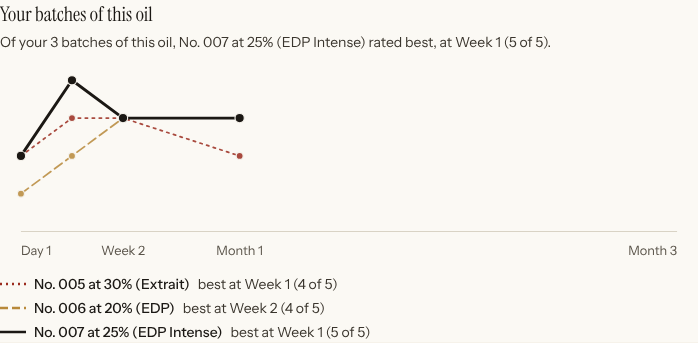 Your batches of this oil
Of your 3 batches of this oil, No. 007 at 25% (EDP Intense) rated best, at Week 1 (5 of 5).
Day 1 Week 2 Month 1 Month 3
No. 005 at 30% (Extrait) best at Week 1 (4 of 5)
No. 006 at 20% (EDP) best at Week 2 (4 of 5)
No. 007 at 25% (EDP Intense) best at Week 1 (5 of 5)